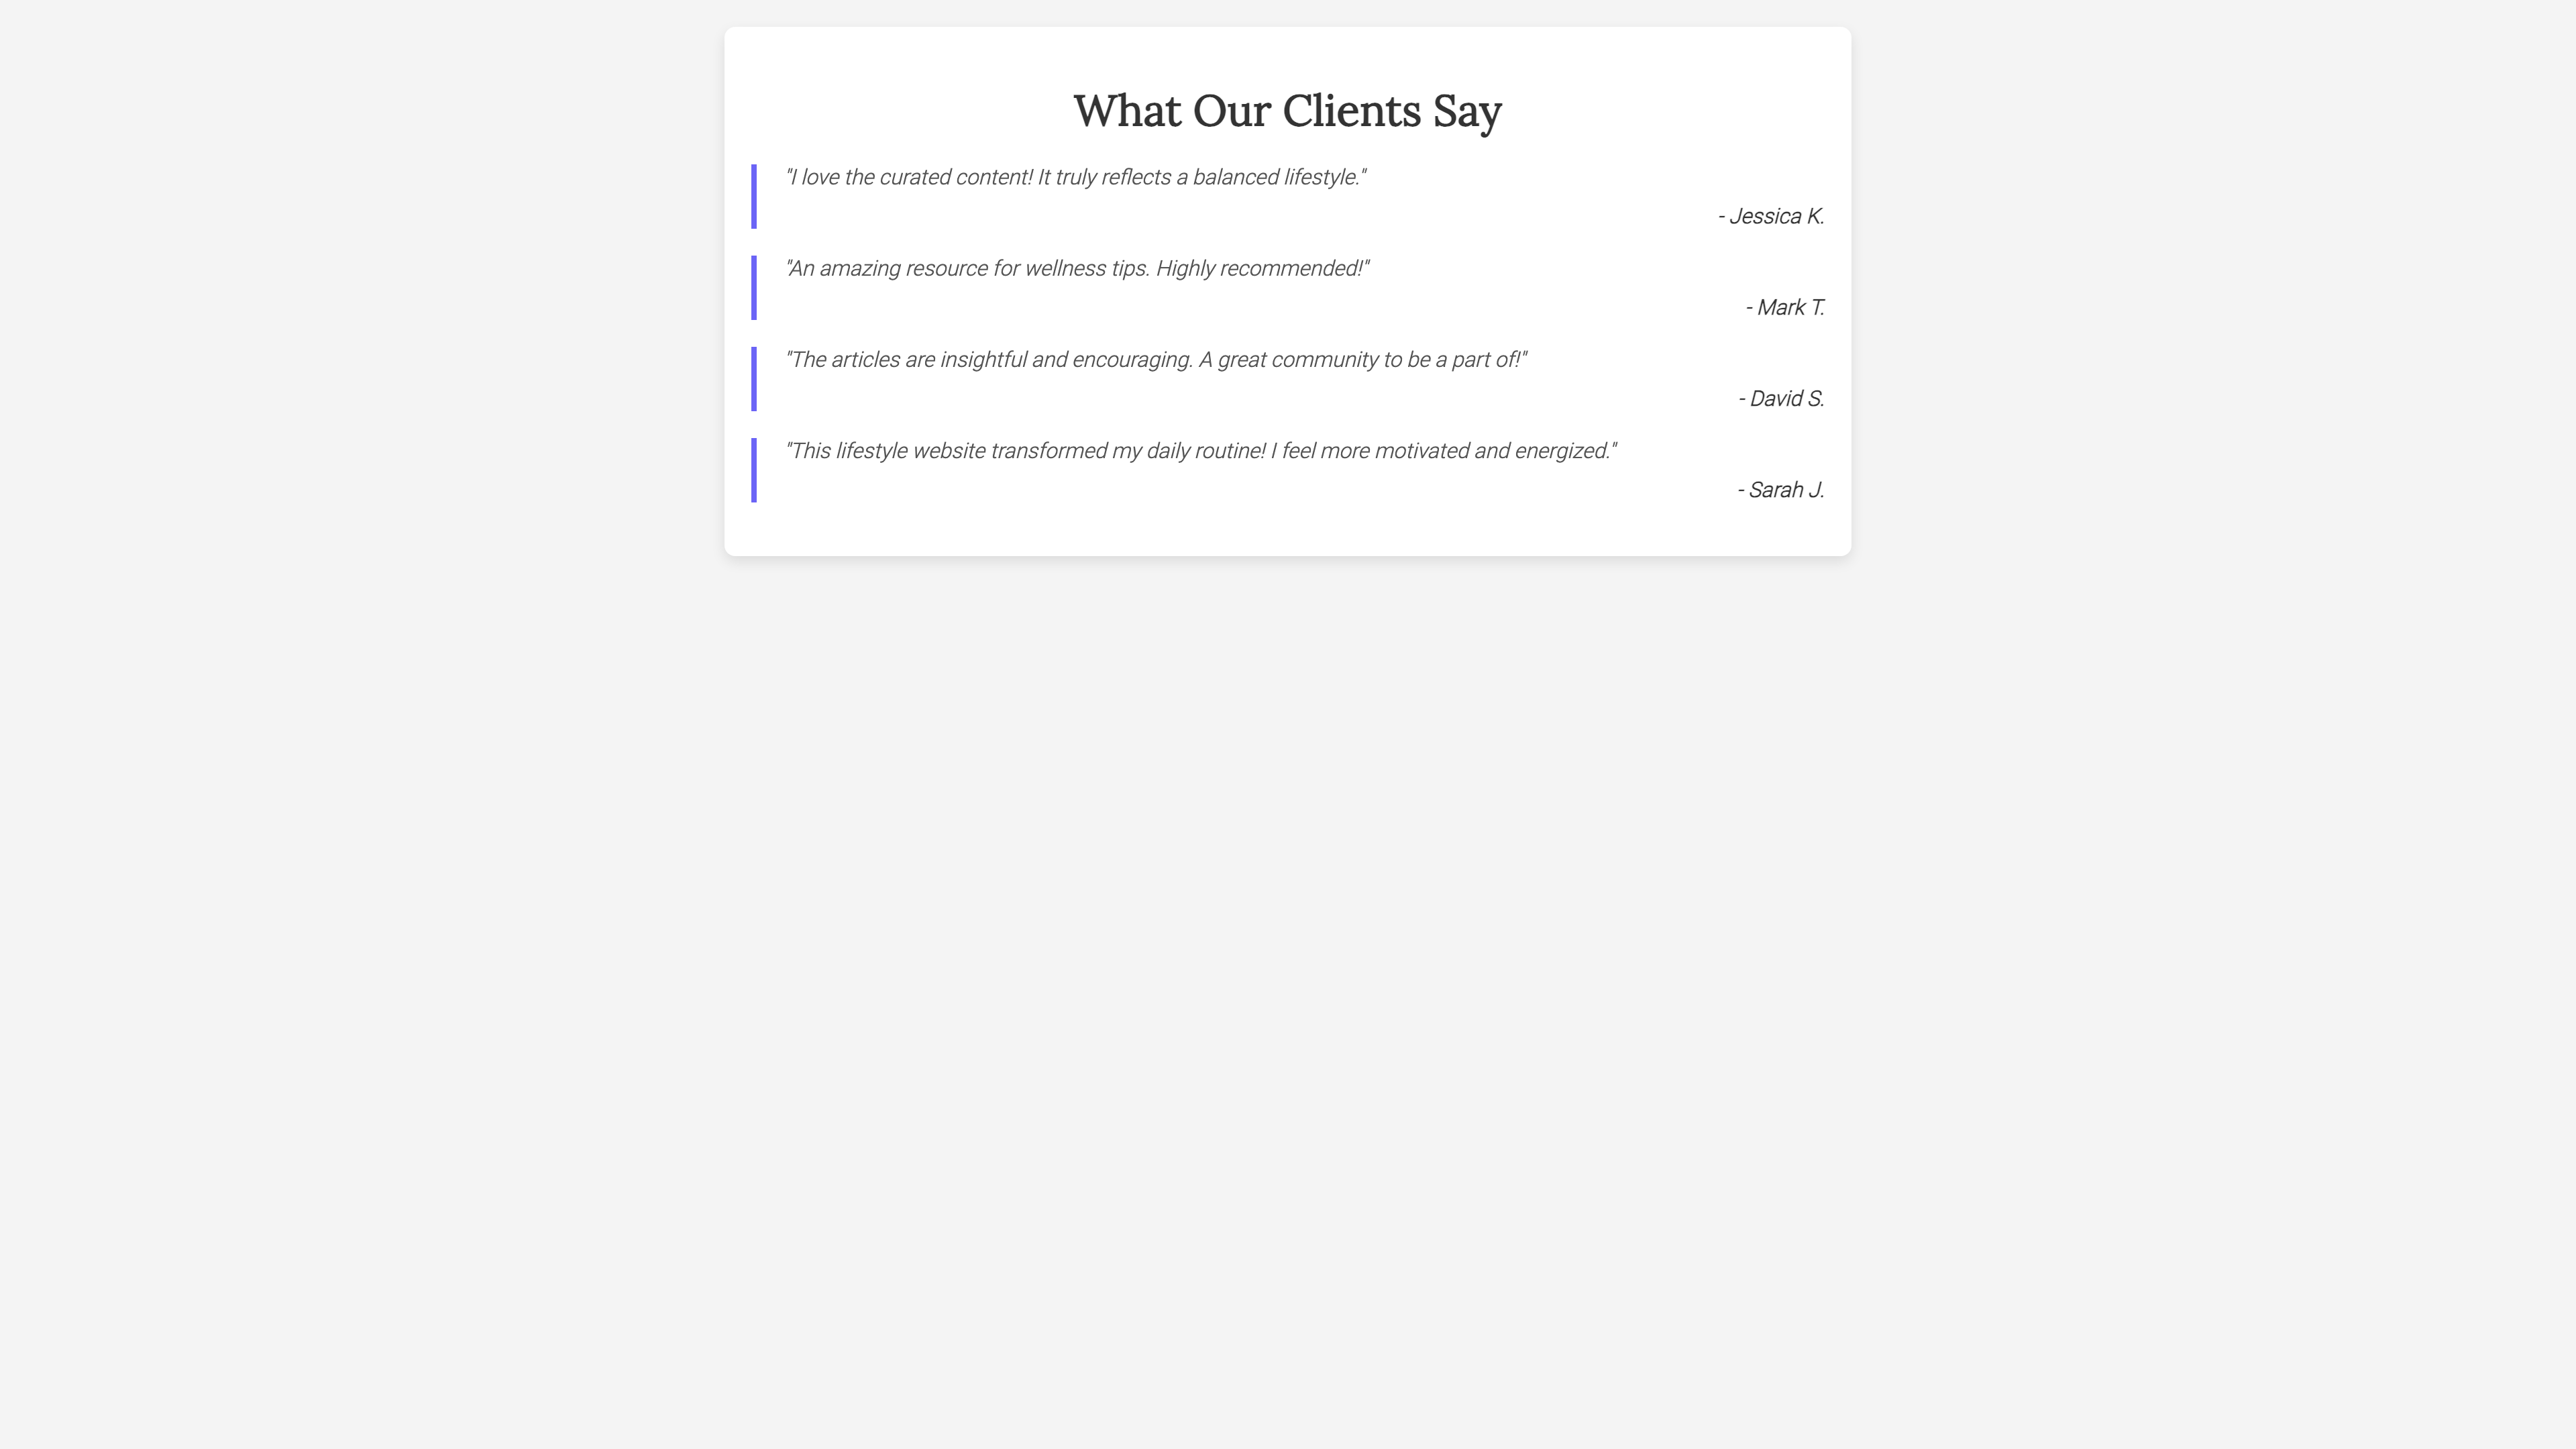 What Our Clients Say
"I love the curated content! It truly reflects a balanced lifestyle."
- Jessica K.
"An amazing resource for wellness tips. Highly recommended!"
- Mark T.
"The articles are insightful and encouraging. A great community to be a part of!"
- David S.
"This lifestyle website transformed my daily routine! I feel more motivated and energized."
- Sarah J.